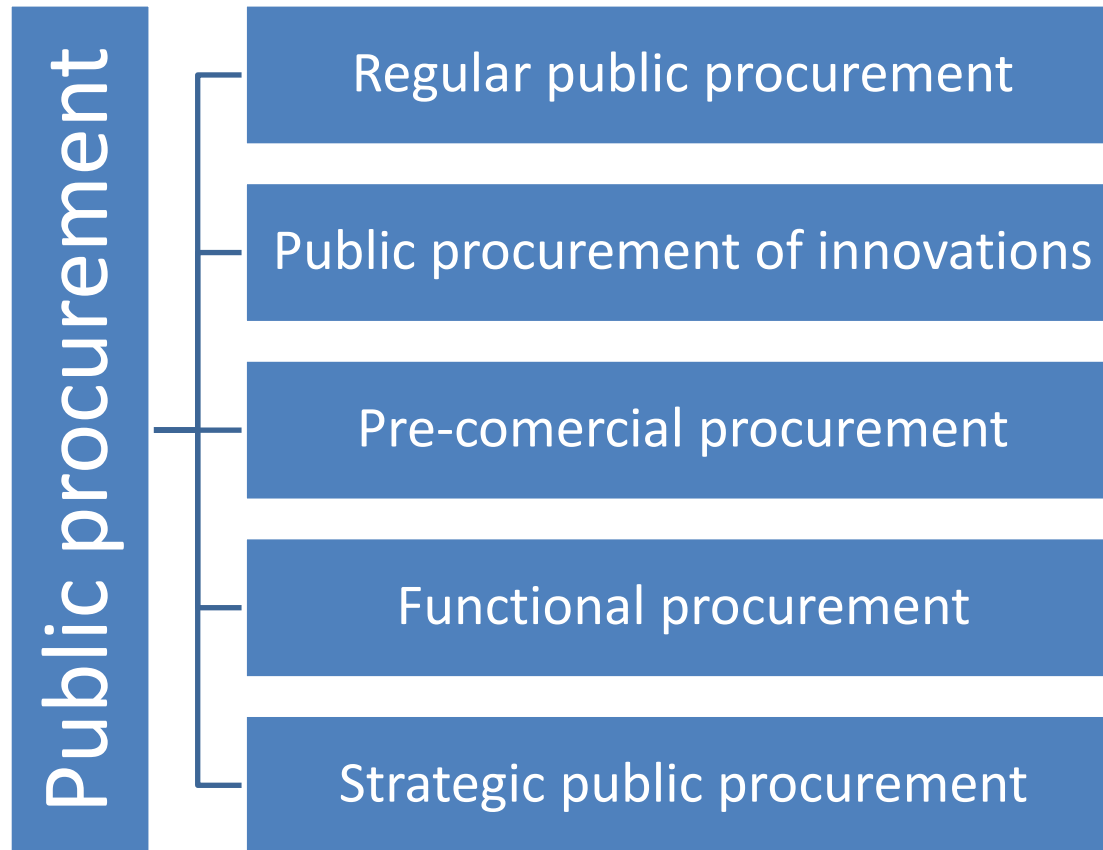 Public procurement
Regular public procurement
Public procurement of innovations
Pre-comercial procurement
Functional procurement
Strategic public procurement